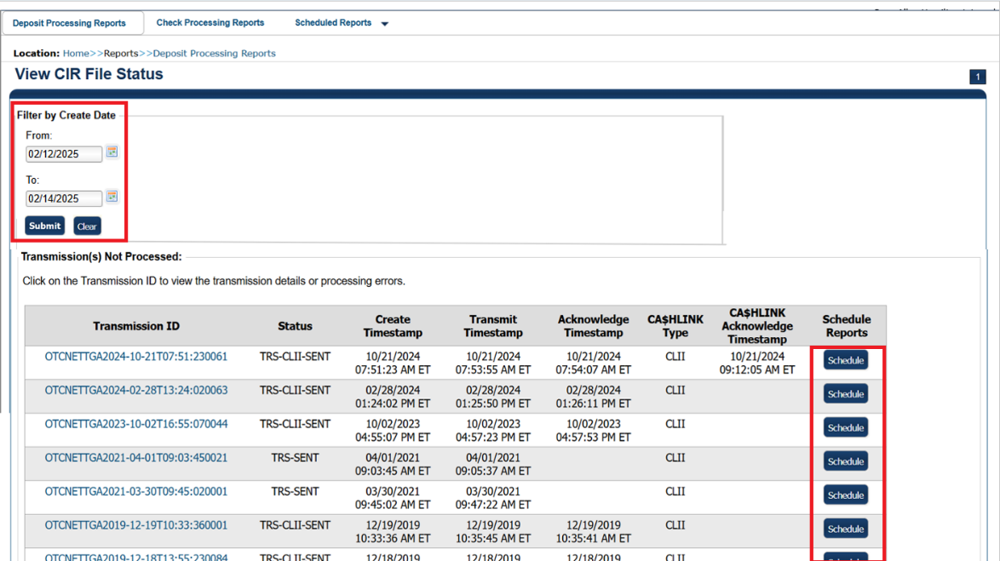 Deposit Processing Reports Check Processing Reports Scheduled Reports
Location: Home>>Reports>>Deposit Processing Reports
View CIR File Status
1
Filter by Create Date
From:
02/12/2025
To:
02/14/2025
Submit Clear
Transmission(s) Not Processed:
Click on the Transmission ID to view the transmission details or processing errors.
Transmission ID Status Create Timestamp Transmit Timestamp Acknowledge Timestamp CA$HLINK Type CA$HLINK Acknowledge Timestamp Schedule Reports
OTCNETTGA2024-10-21T07:51:230061 TRS-CLII-SENT 10/21/2024 10/21/2024 10/21/2024 CLII 10/21/2024 Schedule
07:51:23 AM ET 07:53:55 AM ET 07:54:07 AM ET 09:12:05 AM ET
OTCNETTGA2024-02-28T13:24:020063 TRS-CLII-SENT 02/28/2024 02/28/2024 02/28/2024 CLII Schedule
01:24:02 PM ET 01:25:50 PM ET 01:26:11 PM ET
OTCNETTGA2023-10-02T16:55:070044 TRS-CLII-SENT 10/02/2023 10/02/2023 10/02/2023 CLII Schedule
04:55:07 PM ET 04:57:23 PM ET 04:57:53 PM ET
OTCNETTGA2021-04-01T09:03:450021 TRS-SENT 04/01/2021 04/01/2021 CLII Schedule
09:03:45 AM ET 09:05:37 AM ET
OTCNETTGA2021-03-30T09:45:020001 TRS-SENT 03/30/2021 03/30/2021 CLII Schedule
09:45:02 AM ET 09:47:22 AM ET
OTCNETTGA2019-12-19T10:33:360001 TRS-CLII-SENT 12/19/2019 12/19/2019 12/19/2019 CLII Schedule
10:33:36 AM ET 10:35:45 AM ET 10:35:41 AM ET
OTCNETTGA2019-12-18T13:55:230084 TRS-CLII-SENT 12/18/2019 12/18/2019 12/18/2019 CLII